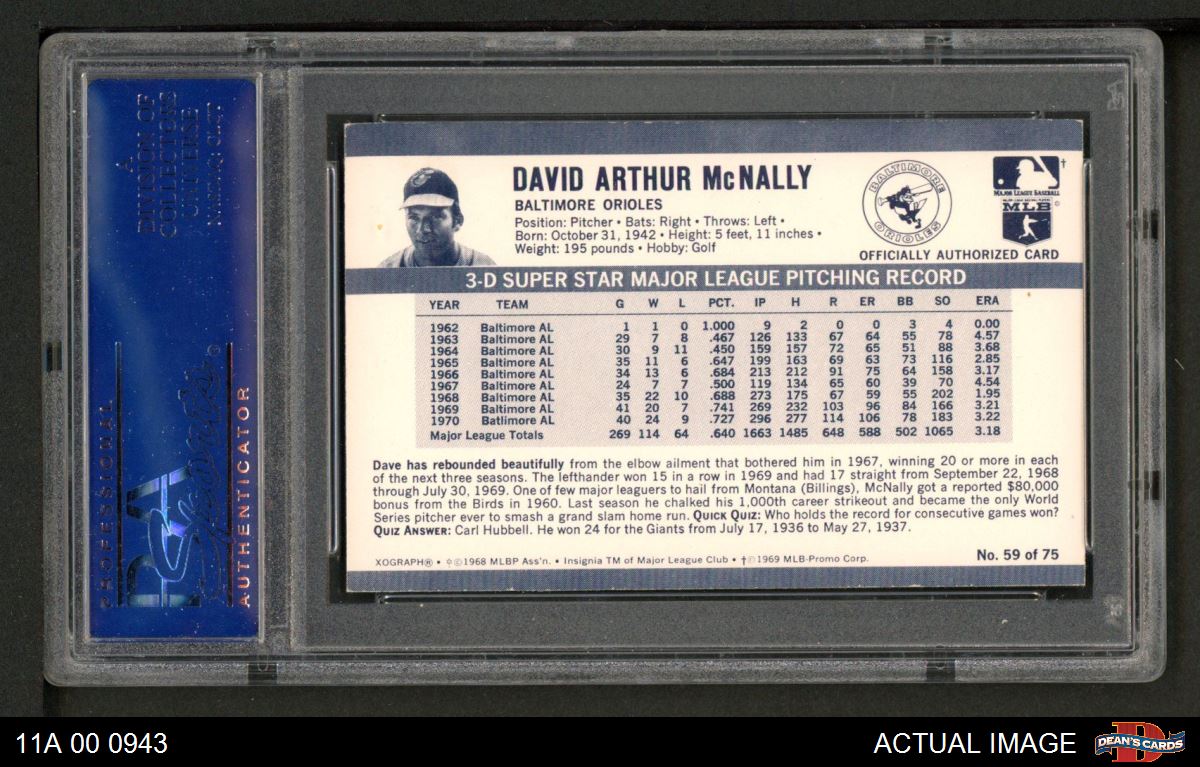 A
DIVISION OF
COLLECTORS
UNIVERSE
NASDAQ: CLCT
PROFESSIONAL
PSA
Sports
®
AUTHENTICATOR
DAVID ARTHUR McNALLY
BALTIMORE ORIOLES
Position: Pitcher • Bats: Right • Throws: Left •
Born: October 31, 1942 • Height: 5 feet, 11 inches •
Weight: 195 pounds • Hobby: Golf
BALTIMORE
ORIOLES
†
MAJOR LEAGUE BASEBALL
MLB
OFFICIALLY AUTHORIZED CARD
3-D SUPER STAR MAJOR LEAGUE PITCHING RECORD
YEAR TEAM G W L PCT. IP H R ER BB SO ERA
1962 Baltimore AL 1 1 0 1.000 9 2 0 0 3 4 0.00
1963 Baltimore AL 29 7 8 .467 126 133 67 64 55 78 4.57
1964 Baltimore AL 30 9 11 .450 159 157 72 65 51 88 3.68
1965 Baltimore AL 35 11 6 .647 199 163 69 63 73 116 2.85
1966 Baltimore AL 34 13 6 .684 213 212 91 75 64 158 3.17
1967 Baltimore AL 24 7 7 .500 119 134 65 60 39 70 4.54
1968 Baltimore AL 35 22 10 .688 273 175 67 59 55 202 1.95
1969 Baltimore AL 41 20 7 .741 269 232 103 96 84 166 3.21
1970 Baltimore AL 40 24 9 .727 296 277 114 106 78 183 3.22
Major League Totals 269 114 64 .640 1663 1485 648 588 502 1065 3.18
Dave has rebounded beautifully from the elbow ailment that bothered him in 1967, winning 20 or more in each
of the next three seasons. The lefthander won 15 in a row in 1969 and had 17 straight from September 22, 1968
through July 30, 1969. One of few major leaguers to hail from Montana (Billings), McNally got a reported $80,000
bonus from the Birds in 1960. Last season he chalked his 1,000th career strikeout and became the only World
Series pitcher ever to smash a grand slam home run. QUICK QUIZ: Who holds the record for consecutive games won?
QUIZ ANSWER: Carl Hubbell. He won 24 for the Giants from July 17, 1936 to May 27, 1937.
XOGRAPH® • ©1968 MLBP Ass'n. • Insignia TM of Major League Club • †©1969 MLB-Promo Corp.
No. 59 of 75
11A 00 0943
ACTUAL IMAGE
D
DEAN'S CARDS